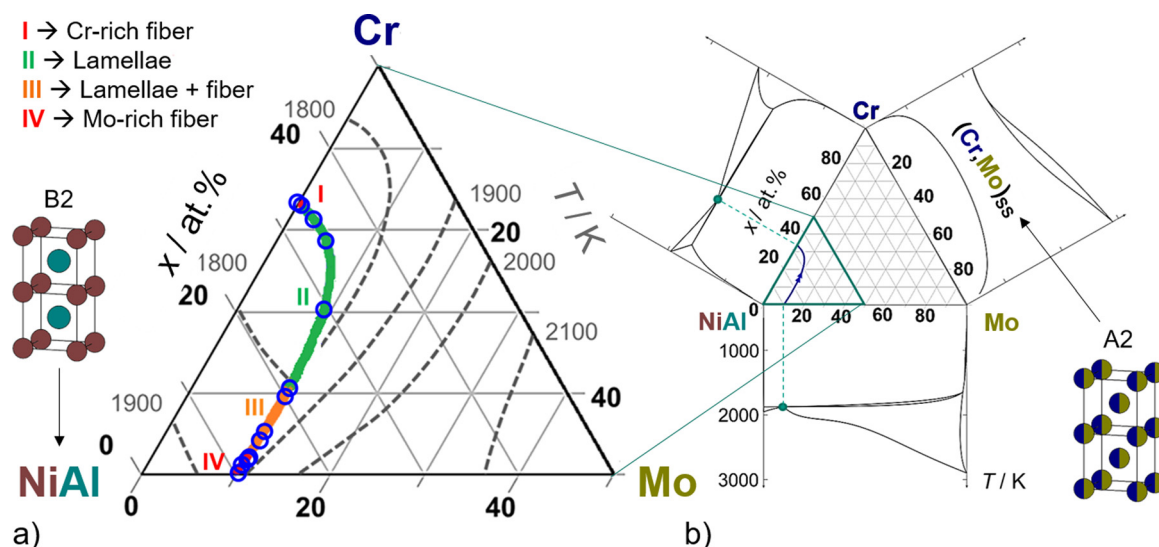 I → Cr-rich fiber
II → Lamellae
III → Lamellae + fiber
IV → Mo-rich fiber
Cr
1800
40
I
1900
x / at.%
20
T / K
1800
2000
20
II
2100
B2
III
40
1900
0
IV
NiAl
Mo
0
20
40
a)
Cr
80
20
(Cr,Mo)ss
x / at.%
60
40
40
60
20
80
0
20
40
60
80
NiAl
Mo
A2
1000
2000
3000
T / K
b)